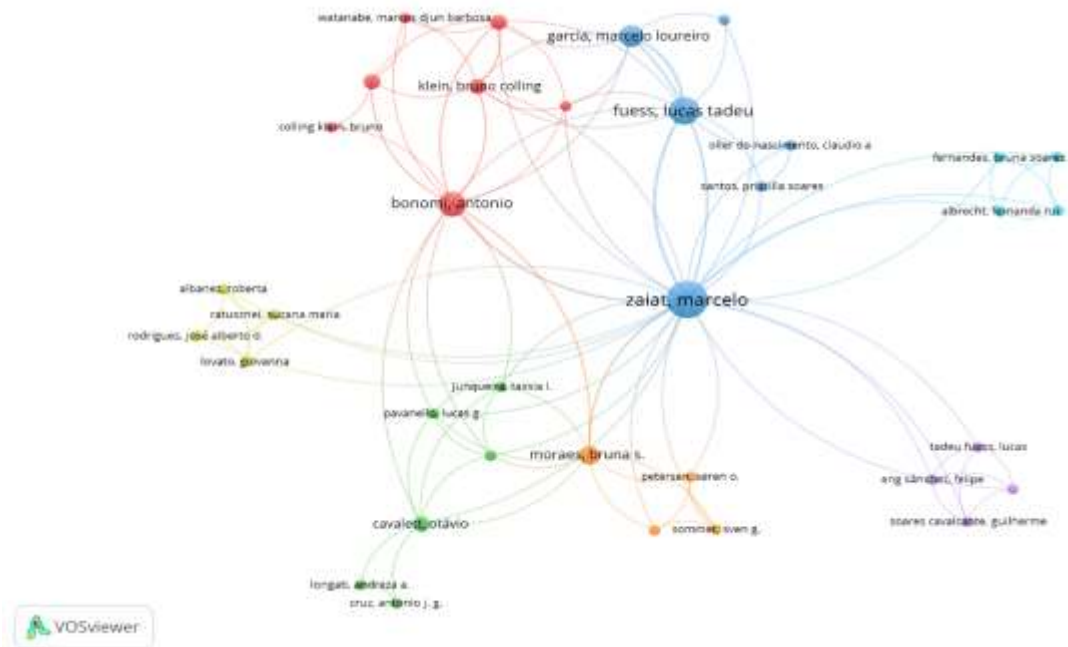 watanabe, marcos djun barbosa
garcia, marcelo loureiro
klein, bruno colling
fuess, lucas tadeu
colling klein, bruno
oller do nascimento, claudio a
fernandes, bruna soares
santos, priscilla soares
bonomi, antonio
albrecht, fernanda rui
albanez, roberta
zaiat, marcelo
ratusznei, suzana maria
rodrigues, josé alberto d.
lovato, giovanna
junqueira, tassia l.
pavanello, lucas g.
moraes, bruna s.
tadeu fuess, lucas
petersen, søren o.
eng sánchez, felipe
cavalett, otávio
sommer, sven g.
soares cavalcante, guilherme
longati, andreza a.
cruz, antonio j. g.
VOSviewer